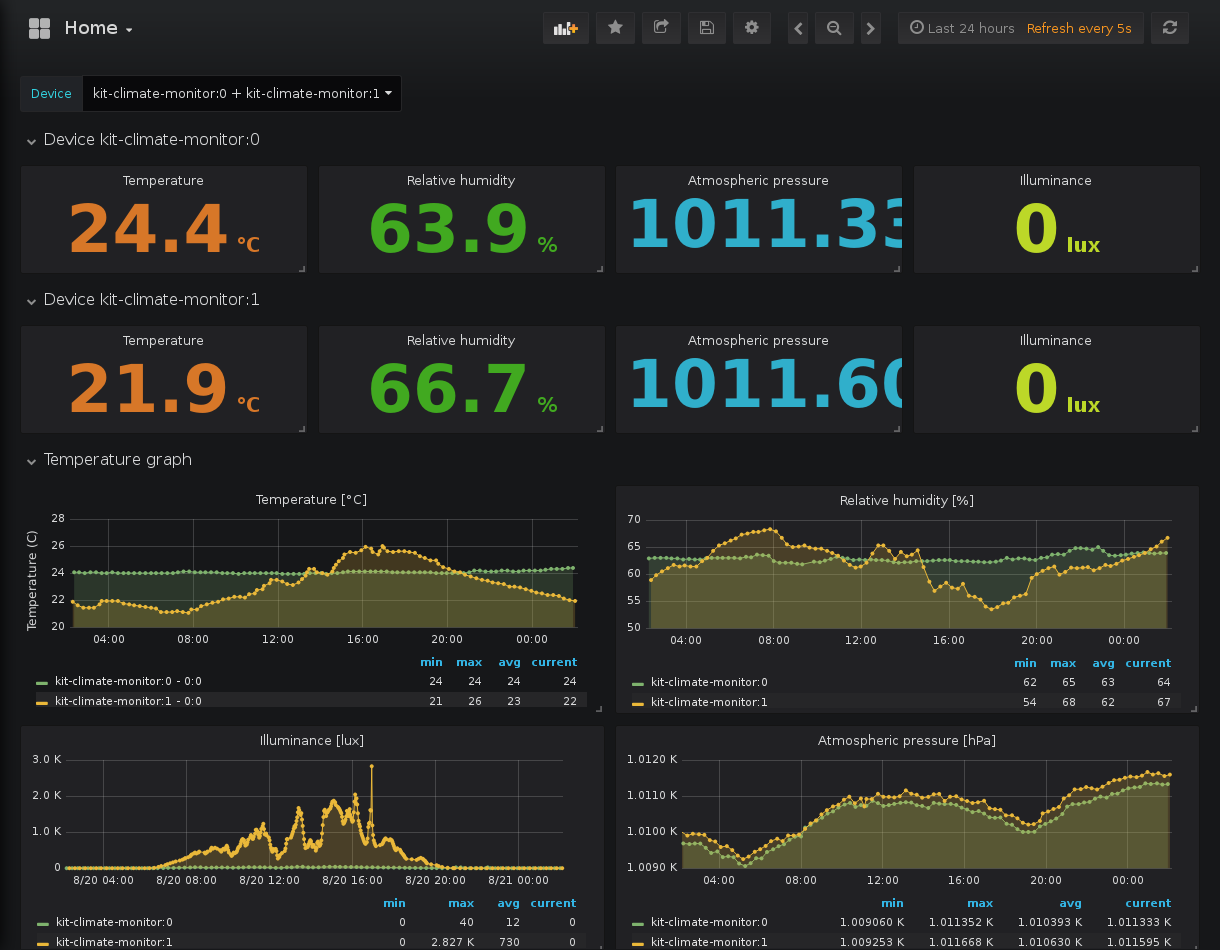 Home
Last 24 hours Refresh every 5s
Device kit-climate-monitor:0 + kit-climate-monitor:1
Device kit-climate-monitor:0
Temperature Relative humidity Atmospheric pressure Illuminance
24.4 °C 63.9 % 1011.33 0 lux
Device kit-climate-monitor:1
Temperature Relative humidity Atmospheric pressure Illuminance
21.9 °C 66.7 % 1011.60 0 lux
Temperature graph
Temperature [°C]
Temperature (C)
28
26
24
22
20
04:00 08:00 12:00 16:00 20:00 00:00
min max avg current
kit-climate-monitor:0 - 0:0 24 24 24 24
kit-climate-monitor:1 - 0:0 21 26 23 22
Relative humidity [%]
70
65
60
55
50
04:00 08:00 12:00 16:00 20:00 00:00
min max avg current
kit-climate-monitor:0 62 65 63 64
kit-climate-monitor:1 54 68 62 67
Illuminance [lux]
3.0 K
2.0 K
1.0 K
0
8/20 04:00 8/20 08:00 8/20 12:00 8/20 16:00 8/20 20:00 8/21 00:00
min max avg current
kit-climate-monitor:0 0 40 12 0
kit-climate-monitor:1 0 2.827 K 730 0
Atmospheric pressure [hPa]
1.0120 K
1.0110 K
1.0100 K
1.0090 K
04:00 08:00 12:00 16:00 20:00 00:00
min max avg current
kit-climate-monitor:0 1.009060 K 1.011352 K 1.010393 K 1.011333 K
kit-climate-monitor:1 1.009253 K 1.011668 K 1.010630 K 1.011595 K